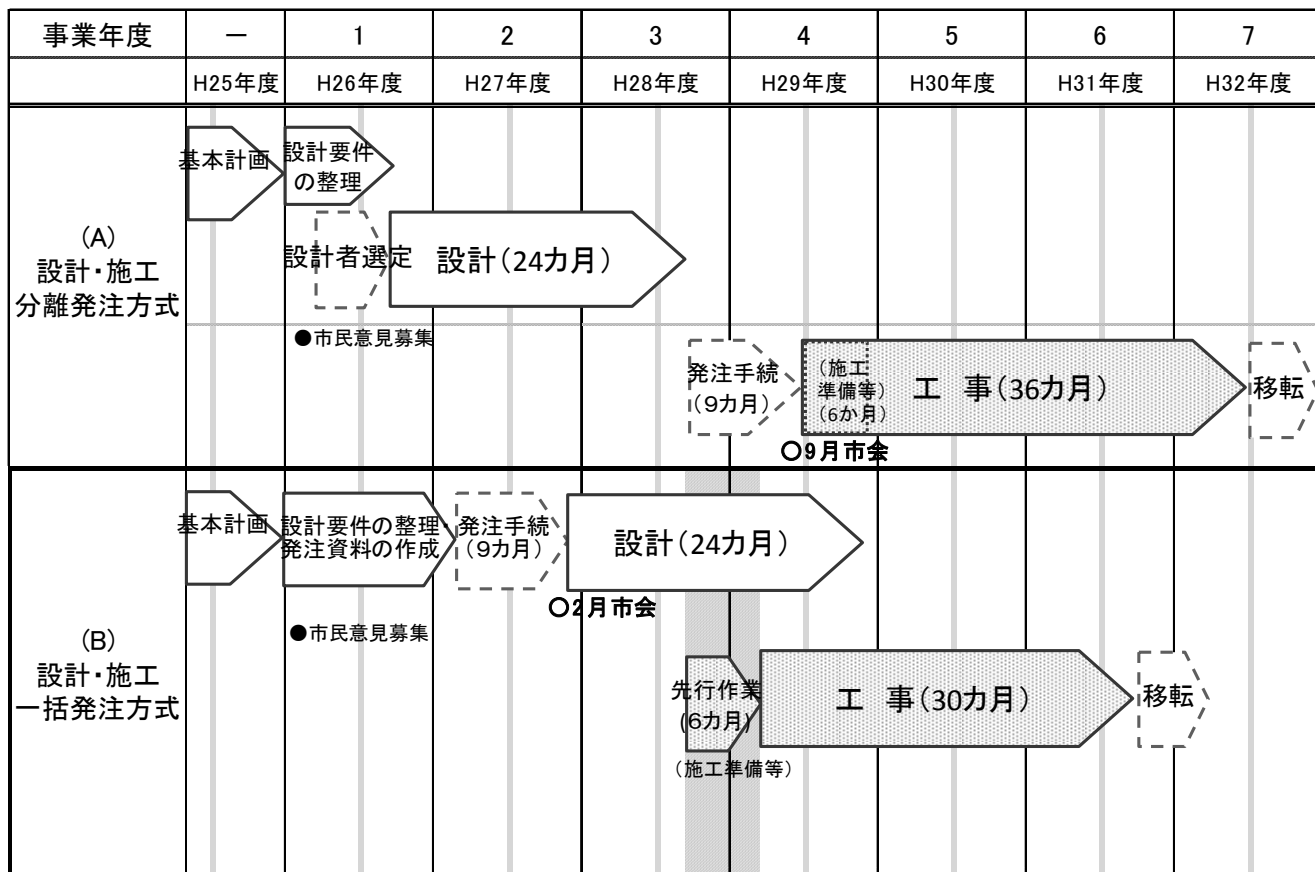 事業年度 － 1 2 3 4 5 6 7
H25年度 H26年度 H27年度 H28年度 H29年度 H30年度 H31年度 H32年度
(A)
設計・施工
分離発注方式
基本計画
設計要件
の整理
設計者選定
設計(24カ月)
●市民意見募集
発注手続
(9カ月)
(施工
準備等)
(6か月)
工 事(36カ月)
移転
○9月市会
(B)
設計・施工
一括発注方式
基本計画
設計要件の整理・
発注資料の作成
発注手続
(9カ月)
設計(24カ月)
○2月市会
●市民意見募集
先行作業
(6カ月)
(施工準備等)
工 事(30カ月)
移転